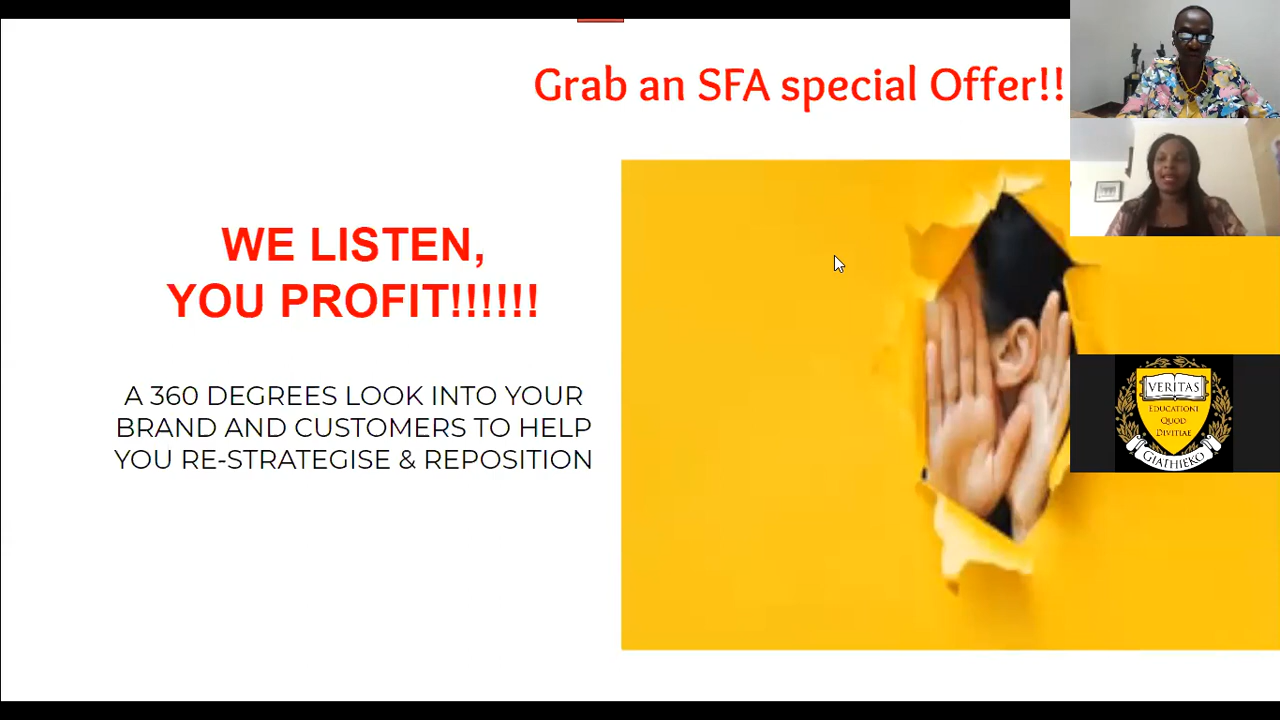 Grab an SFA special Offer!!
WE LISTEN,
YOU PROFIT!!!!!!
A 360 DEGREES LOOK INTO YOUR
BRAND AND CUSTOMERS TO HELP
YOU RE-STRATEGISE & REPOSITION
VERITAS
EDUCATIONI
QUOD
DIVITIAE
GIATHIEKO